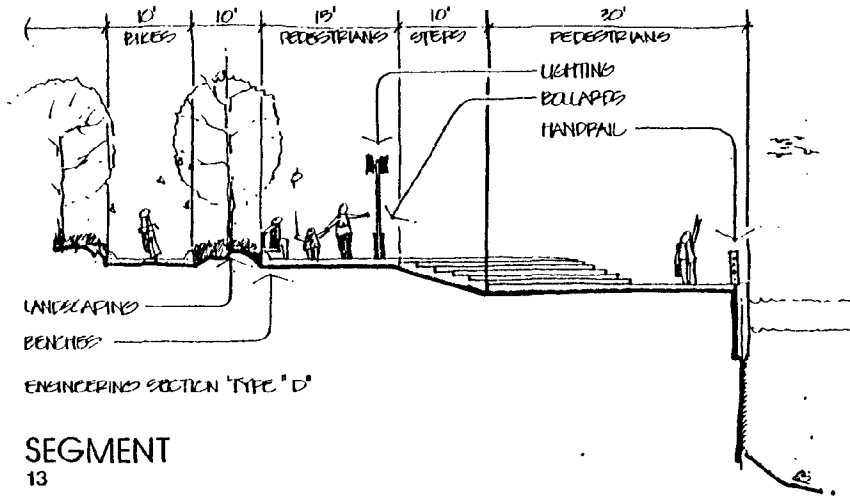 10' 10' 15' 10' 30'
BIKES PEDESTRIANS STEPS PEDESTRIANS
LIGHTING
BOLLARDS
HANDRAIL
LANDSCAPING
BENCHES
ENGINEERING SECTION "TYPE "D"
SEGMENT
13